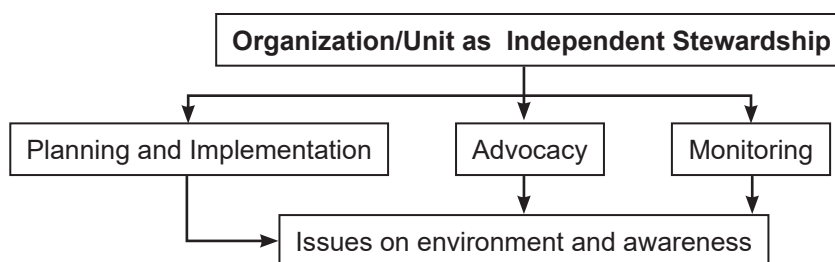 Organization/Unit as Independent Stewardship
Planning and Implementation
Advocacy
Monitoring
Issues on environment and awareness